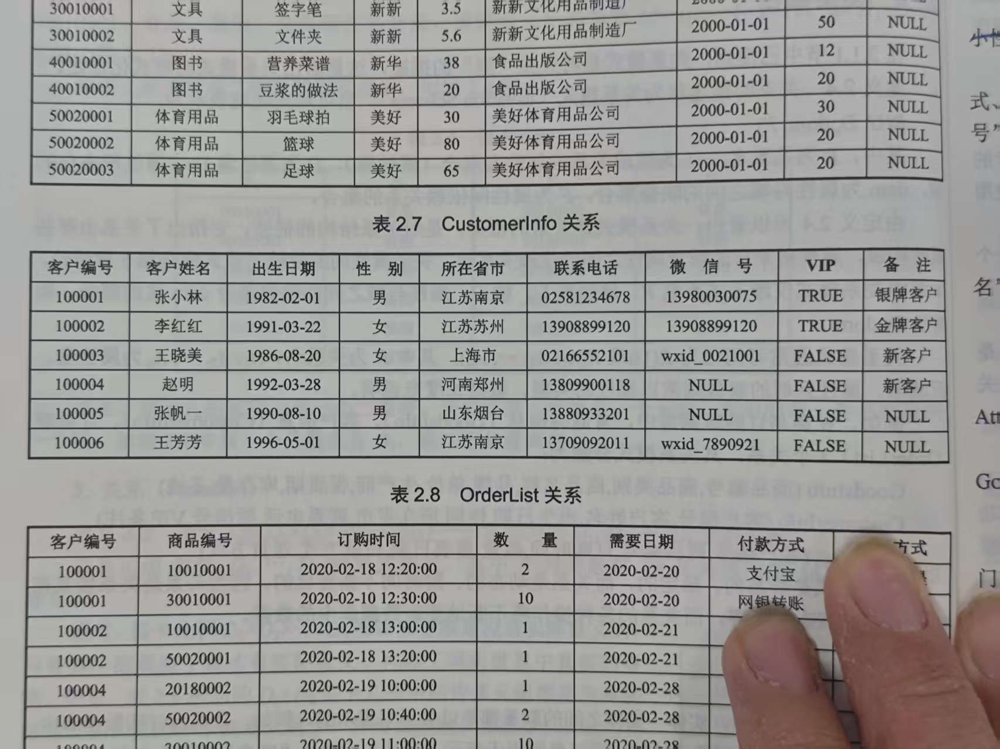 30010001 文具 签字笔 新新 3.5 新新文化用品制造厂
30010002 文具 文件夹 新新 5.6 新新文化用品制造厂 2000-01-01 50 NULL
40010001 图书 营养菜谱 新华 38 食品出版公司 2000-01-01 12 NULL
40010002 图书 豆浆的做法 新华 20 食品出版公司 2000-01-01 20 NULL
50020001 体育用品 羽毛球拍 美好 30 美好体育用品公司 2000-01-01 30 NULL
50020002 体育用品 篮球 美好 80 美好体育用品公司 2000-01-01 20 NULL
50020003 体育用品 足球 美好 65 美好体育用品公司 2000-01-01 20 NULL
表 2.7 CustomerInfo 关系
客户编号 客户姓名 出生日期 性 别 所在省市 联系电话 微 信 号 VIP 备 注
100001 张小林 1982-02-01 男 江苏南京 02581234678 13980030075 TRUE 银牌客户
100002 李红红 1991-03-22 女 江苏苏州 13908899120 13908899120 TRUE 金牌客户
100003 王晓美 1986-08-20 女 上海市 02166552101 wxid_0021001 FALSE 新客户
100004 赵明 1992-03-28 男 河南郑州 13809900118 NULL FALSE 新客户
100005 张帆一 1990-08-10 男 山东烟台 13880933201 NULL FALSE NULL
100006 王芳芳 1996-05-01 女 江苏南京 13709092011 wxid_7890921 FALSE NULL
表 2.8 OrderList 关系
客户编号 商品编号 订购时间 数 量 需要日期 付款方式 方式
100001 10010001 2020-02-18 12:20:00 2 2020-02-20 支付宝
100001 30010001 2020-02-10 12:30:00 10 2020-02-20 网银转账
100002 10010001 2020-02-18 13:00:00 1 2020-02-21
100002 50020001 2020-02-18 13:20:00 1 2020-02-21
100004 20180002 2020-02-19 10:00:00 1 2020-02-28
100004 50020002 2020-02-19 10:40:00 2 2020-02-28
100004 30010002 2020-02-19 11:00:00 10 2020-02-28
式、
号”
名”
Att
门